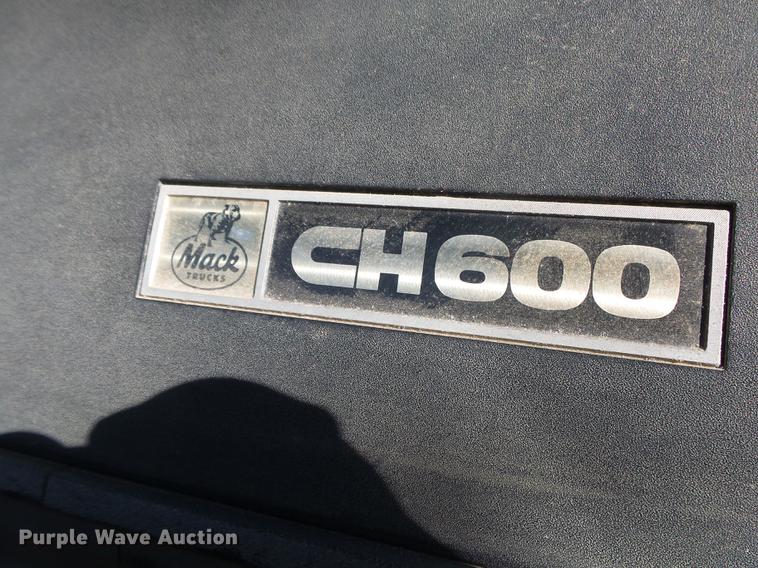 Mack
TRUCKS
CH600
Purple Wave Auction